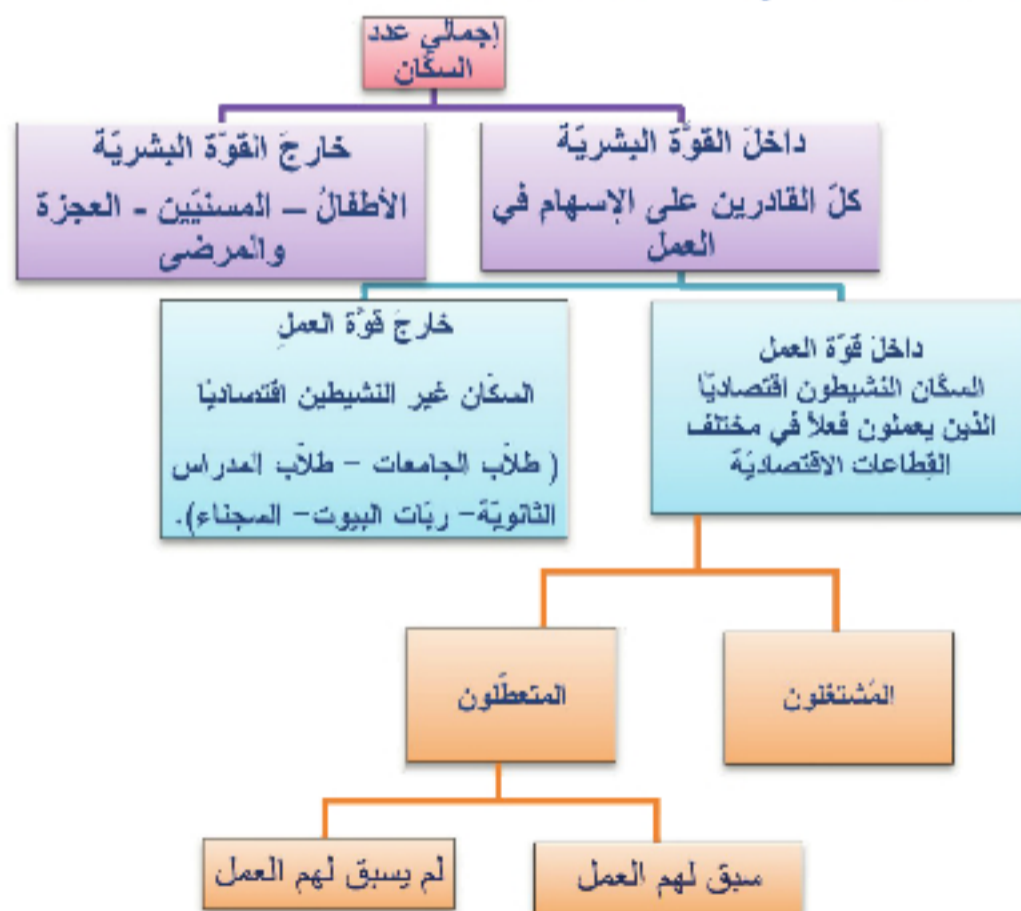 إجمالي عدد
السكّان
داخلَ القوّة البشريّة
كلّ القادرين على الإسهام في
العمل
خارجَ القوّة البشريّة
الأطفالُ – المسنيّين - العجزة
والمرضى
داخلَ قوّة العمل
السكّان النشيطون اقتصاديّا
الذين يعملون فعلاً في مختلف
القطاعات الاقتصاديّة
خارجَ قوّة العملِ
السكّان غير النشيطين اقتصاديّا
( طلاّب الجامعات – طلاّب المدراس
الثانويّة– ربّات البيوت– السجناء).
المُشتغلون
المتعطّلون
سبق لهم العمل
لم يسبق لهم العمل